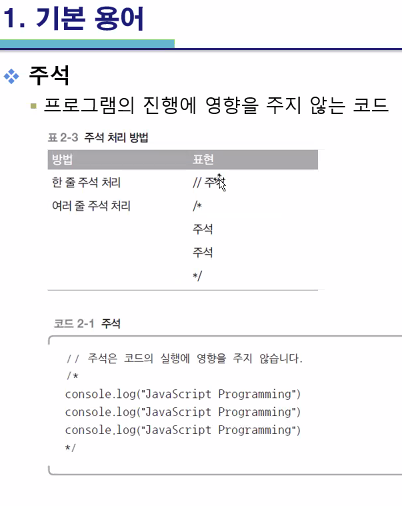 1. 기본 용어
❖ 주석
▪ 프로그램의 진행에 영향을 주지 않는 코드
표 2-3 주석 처리 방법
방법 표현
한 줄 주석 처리 // 주석
여러 줄 주석 처리 /*
주석
주석
*/
코드 2-1 주석
// 주석은 코드의 실행에 영향을 주지 않습니다.
/*
console.log("JavaScript Programming")
console.log("JavaScript Programming")
console.log("JavaScript Programming")
*/